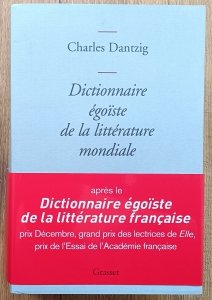 Charles Dantzig
Dictionnaire
égoïste
de la littérature
mondiale
après le
Dictionnaire égoïste
de la littérature française
prix Décembre, grand prix des lectrices de Elle,
prix de l'Essai de l'Académie française
Grasset